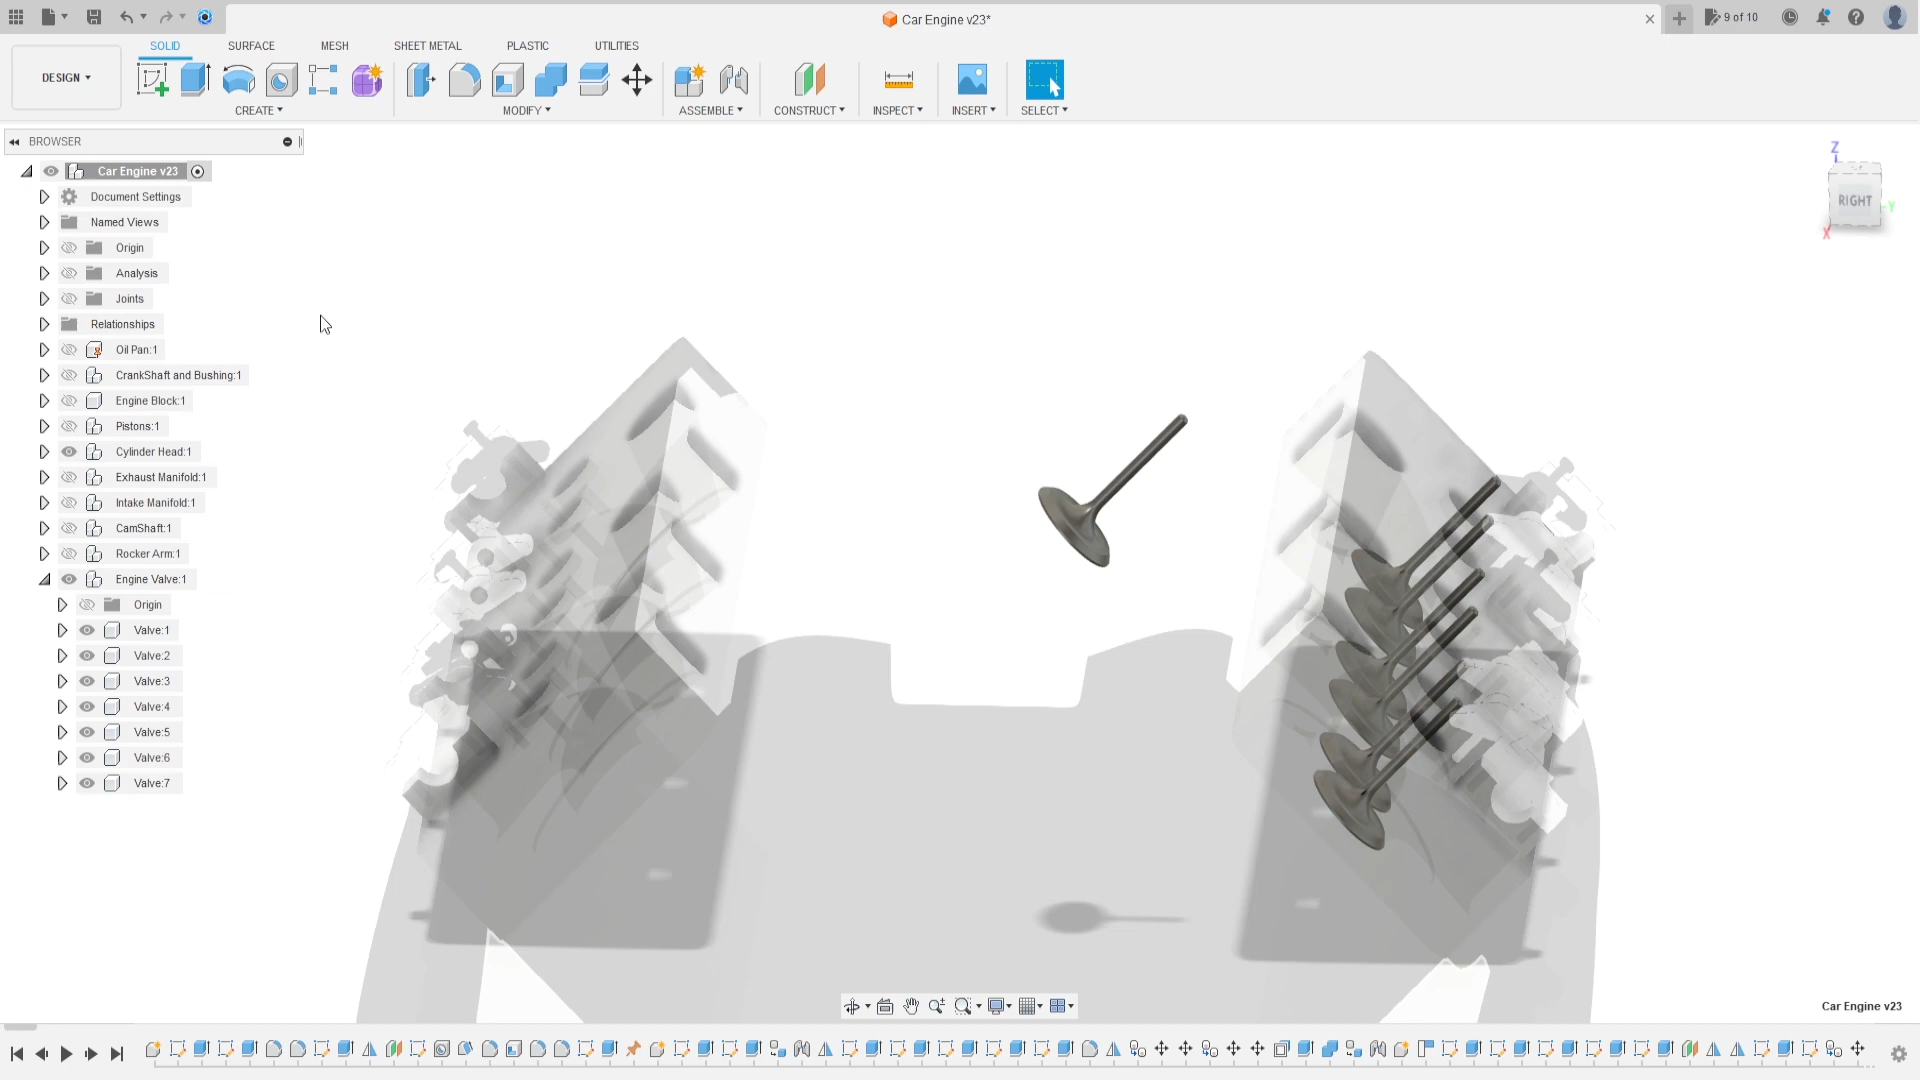 Car Engine v23*
9 of 10
DESIGN
SOLID SURFACE MESH SHEET METAL PLASTIC UTILITIES
CREATE MODIFY ASSEMBLE CONSTRUCT INSPECT INSERT SELECT
BROWSER
Car Engine v23
Document Settings
Named Views
Origin
Analysis
Joints
Relationships
Oil Pan:1
CrankShaft and Bushing:1
Engine Block:1
Pistons:1
Cylinder Head:1
Exhaust Manifold:1
Intake Manifold:1
CamShaft:1
Rocker Arm:1
Engine Valve:1
Origin
Valve:1
Valve:2
Valve:3
Valve:4
Valve:5
Valve:6
Valve:7
Z
RIGHT
Y
X
Car Engine v23